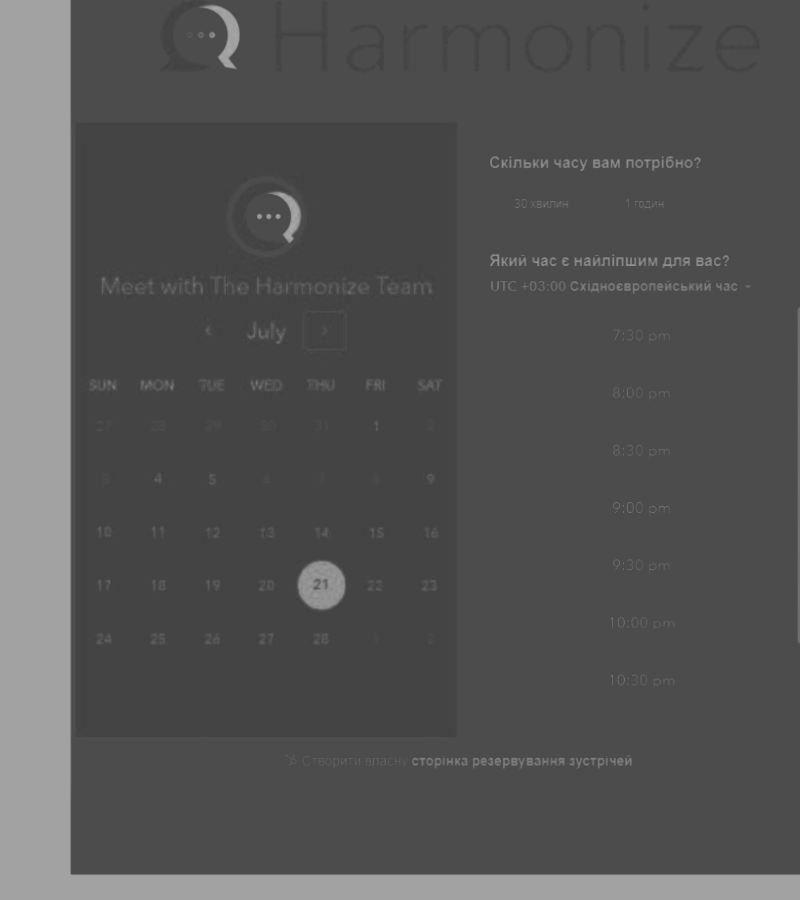 Harmonize
Meet with The Harmonize Team
July
SUN MON TUE WED THU FRI SAT
27 28 29 30 31 1 2
3 4 5 6 7 8 9
10 11 12 13 14 15 16
17 18 19 20 21 22 23
24 25 26 27 28 1 2
Скільки часу вам потрібно?
30 хвилин 1 годин
Який час є найліпшим для вас?
UTC +03:00 Східноєвропейський час
7:30 pm
8:00 pm
8:30 pm
9:00 pm
9:30 pm
10:00 pm
10:30 pm
Створити власну сторінка резервування зустрічей